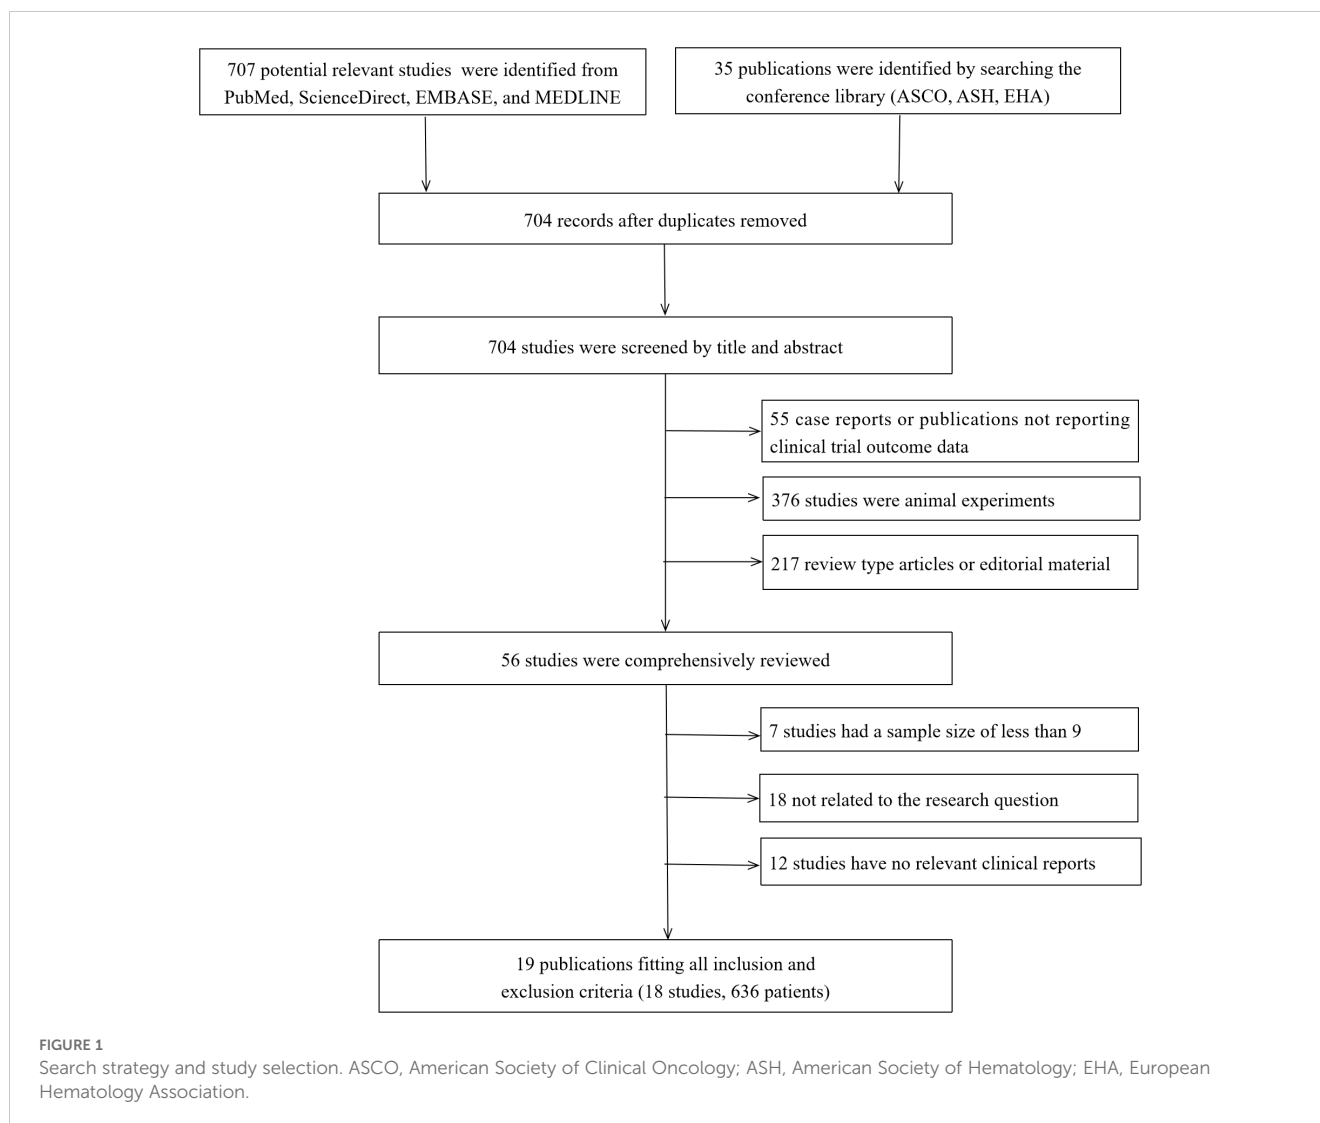 707 potential relevant studies were identified from
PubMed, ScienceDirect, EMBASE, and MEDLINE
35 publications were identified by searching the
conference library (ASCO, ASH, EHA)
704 records after duplicates removed
704 studies were screened by title and abstract
55 case reports or publications not reporting
clinical trial outcome data
376 studies were animal experiments
217 review type articles or editorial material
56 studies were comprehensively reviewed
7 studies had a sample size of less than 9
18 not related to the research question
12 studies have no relevant clinical reports
19 publications fitting all inclusion and
exclusion criteria (18 studies, 636 patients)
FIGURE 1
Search strategy and study selection. ASCO, American Society of Clinical Oncology; ASH, American Society of Hematology; EHA, European
Hematology Association.